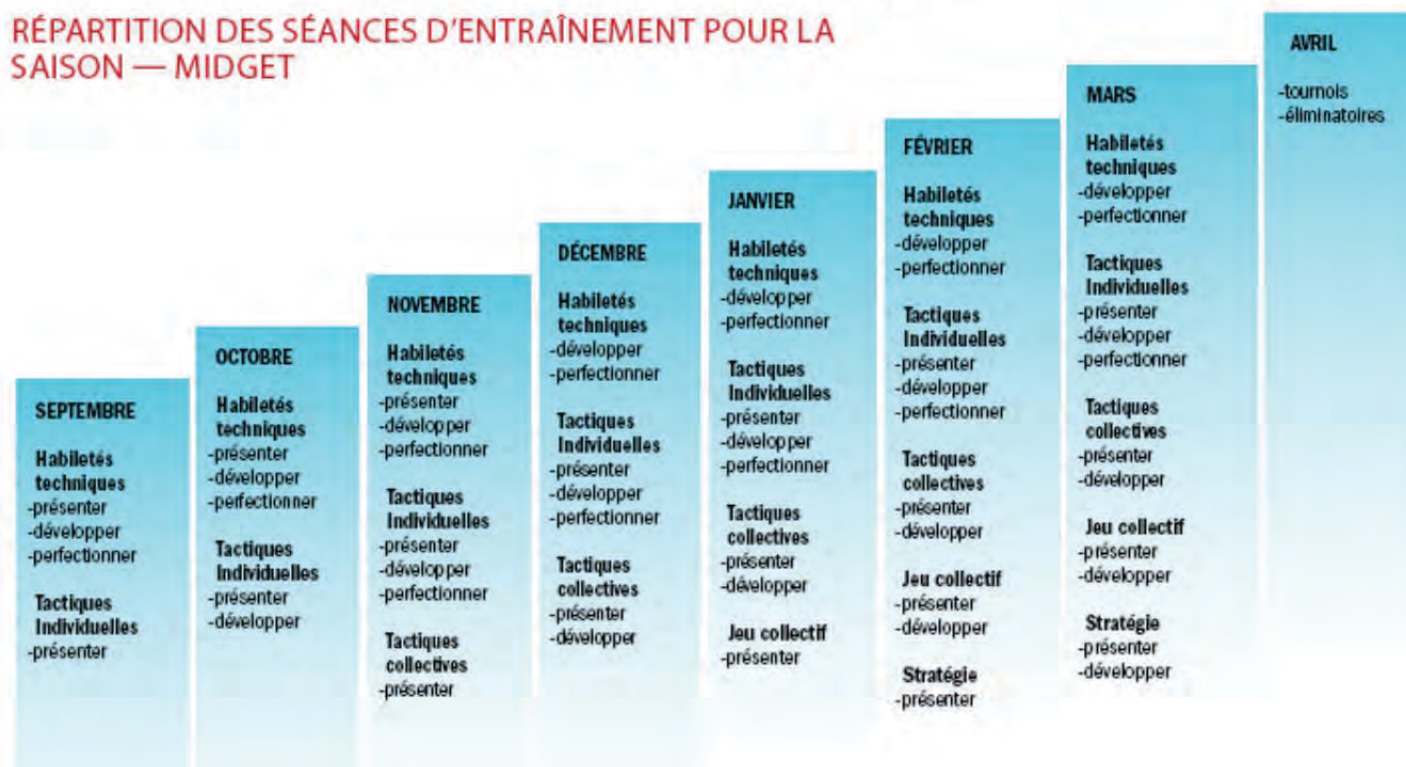 RÉPARTITION DES SÉANCES D'ENTRAÎNEMENT POUR LA
SAISON — MIDGET
SEPTEMBRE
Habiletés
techniques
-présenter
-développer
-perfectionner
Tactiques
Individuelles
-présenter
OCTOBRE
Habiletés
techniques
-présenter
-développer
-perfectionner
Tactiques
Individuelles
-présenter
-développer
NOVEMBRE
Habiletés
techniques
-présenter
-développer
-perfectionner
Tactiques
Individuelles
-présenter
-développer
-perfectionner
Tactiques
collectives
-présenter
DÉCEMBRE
Habiletés
techniques
-développer
-perfectionner
Tactiques
Individuelles
-présenter
-développer
-perfectionner
Tactiques
collectives
-présenter
-développer
JANVIER
Habiletés
techniques
-développer
-perfectionner
Tactiques
Individuelles
-présenter
-développer
-perfectionner
Tactiques
collectives
-présenter
-développer
Jeu collectif
-présenter
FÉVRIER
Habiletés
techniques
-développer
-perfectionner
Tactiques
Individuelles
-présenter
-développer
-perfectionner
Tactiques
collectives
-présenter
-développer
Jeu collectif
-présenter
-développer
Stratégie
-présenter
MARS
Habiletés
techniques
-développer
-perfectionner
Tactiques
Individuelles
-présenter
-développer
-perfectionner
Tactiques
collectives
-présenter
-développer
Jeu collectif
-présenter
-développer
Stratégie
-présenter
-développer
AVRIL
-tournois
-éliminatoires